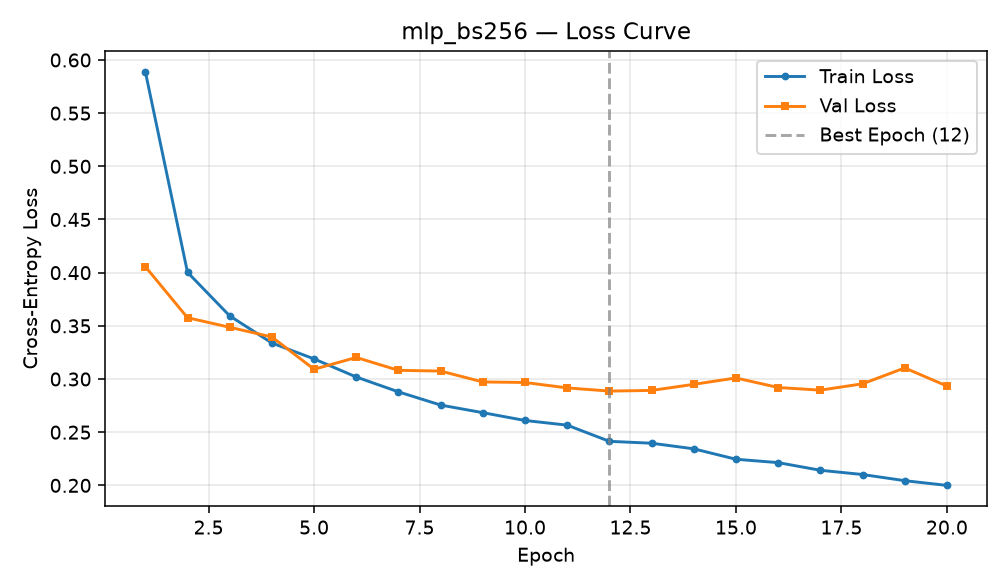 mlp_bs256 — Loss Curve
Train Loss
Val Loss
Best Epoch (12)
Cross-Entropy Loss
0.60
0.55
0.50
0.45
0.40
0.35
0.30
0.25
0.20
2.5 5.0 7.5 10.0 12.5 15.0 17.5 20.0
Epoch